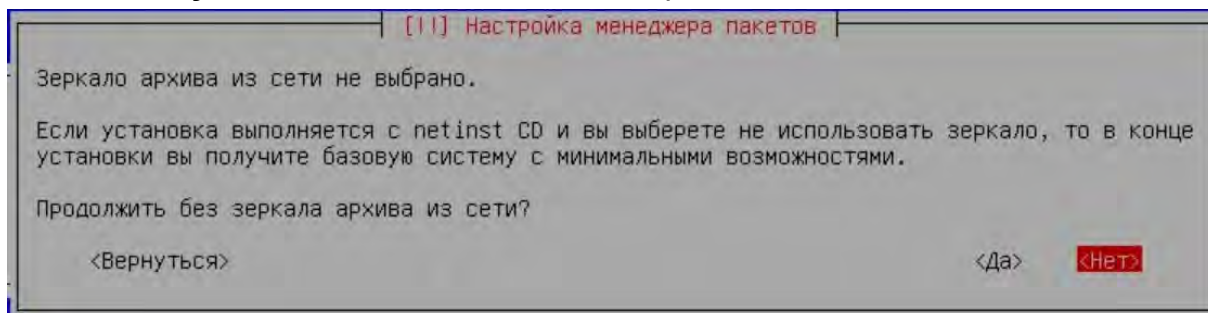 [!!] Настройка менеджера пакетов
Зеркало архива из сети не выбрано.
Если установка выполняется с netinst CD и вы выберете не использовать зеркало, то в конце
установки вы получите базовую систему с минимальными возможностями.
Продолжить без зеркала архива из сети?
<Вернуться> <Да> <Нет>